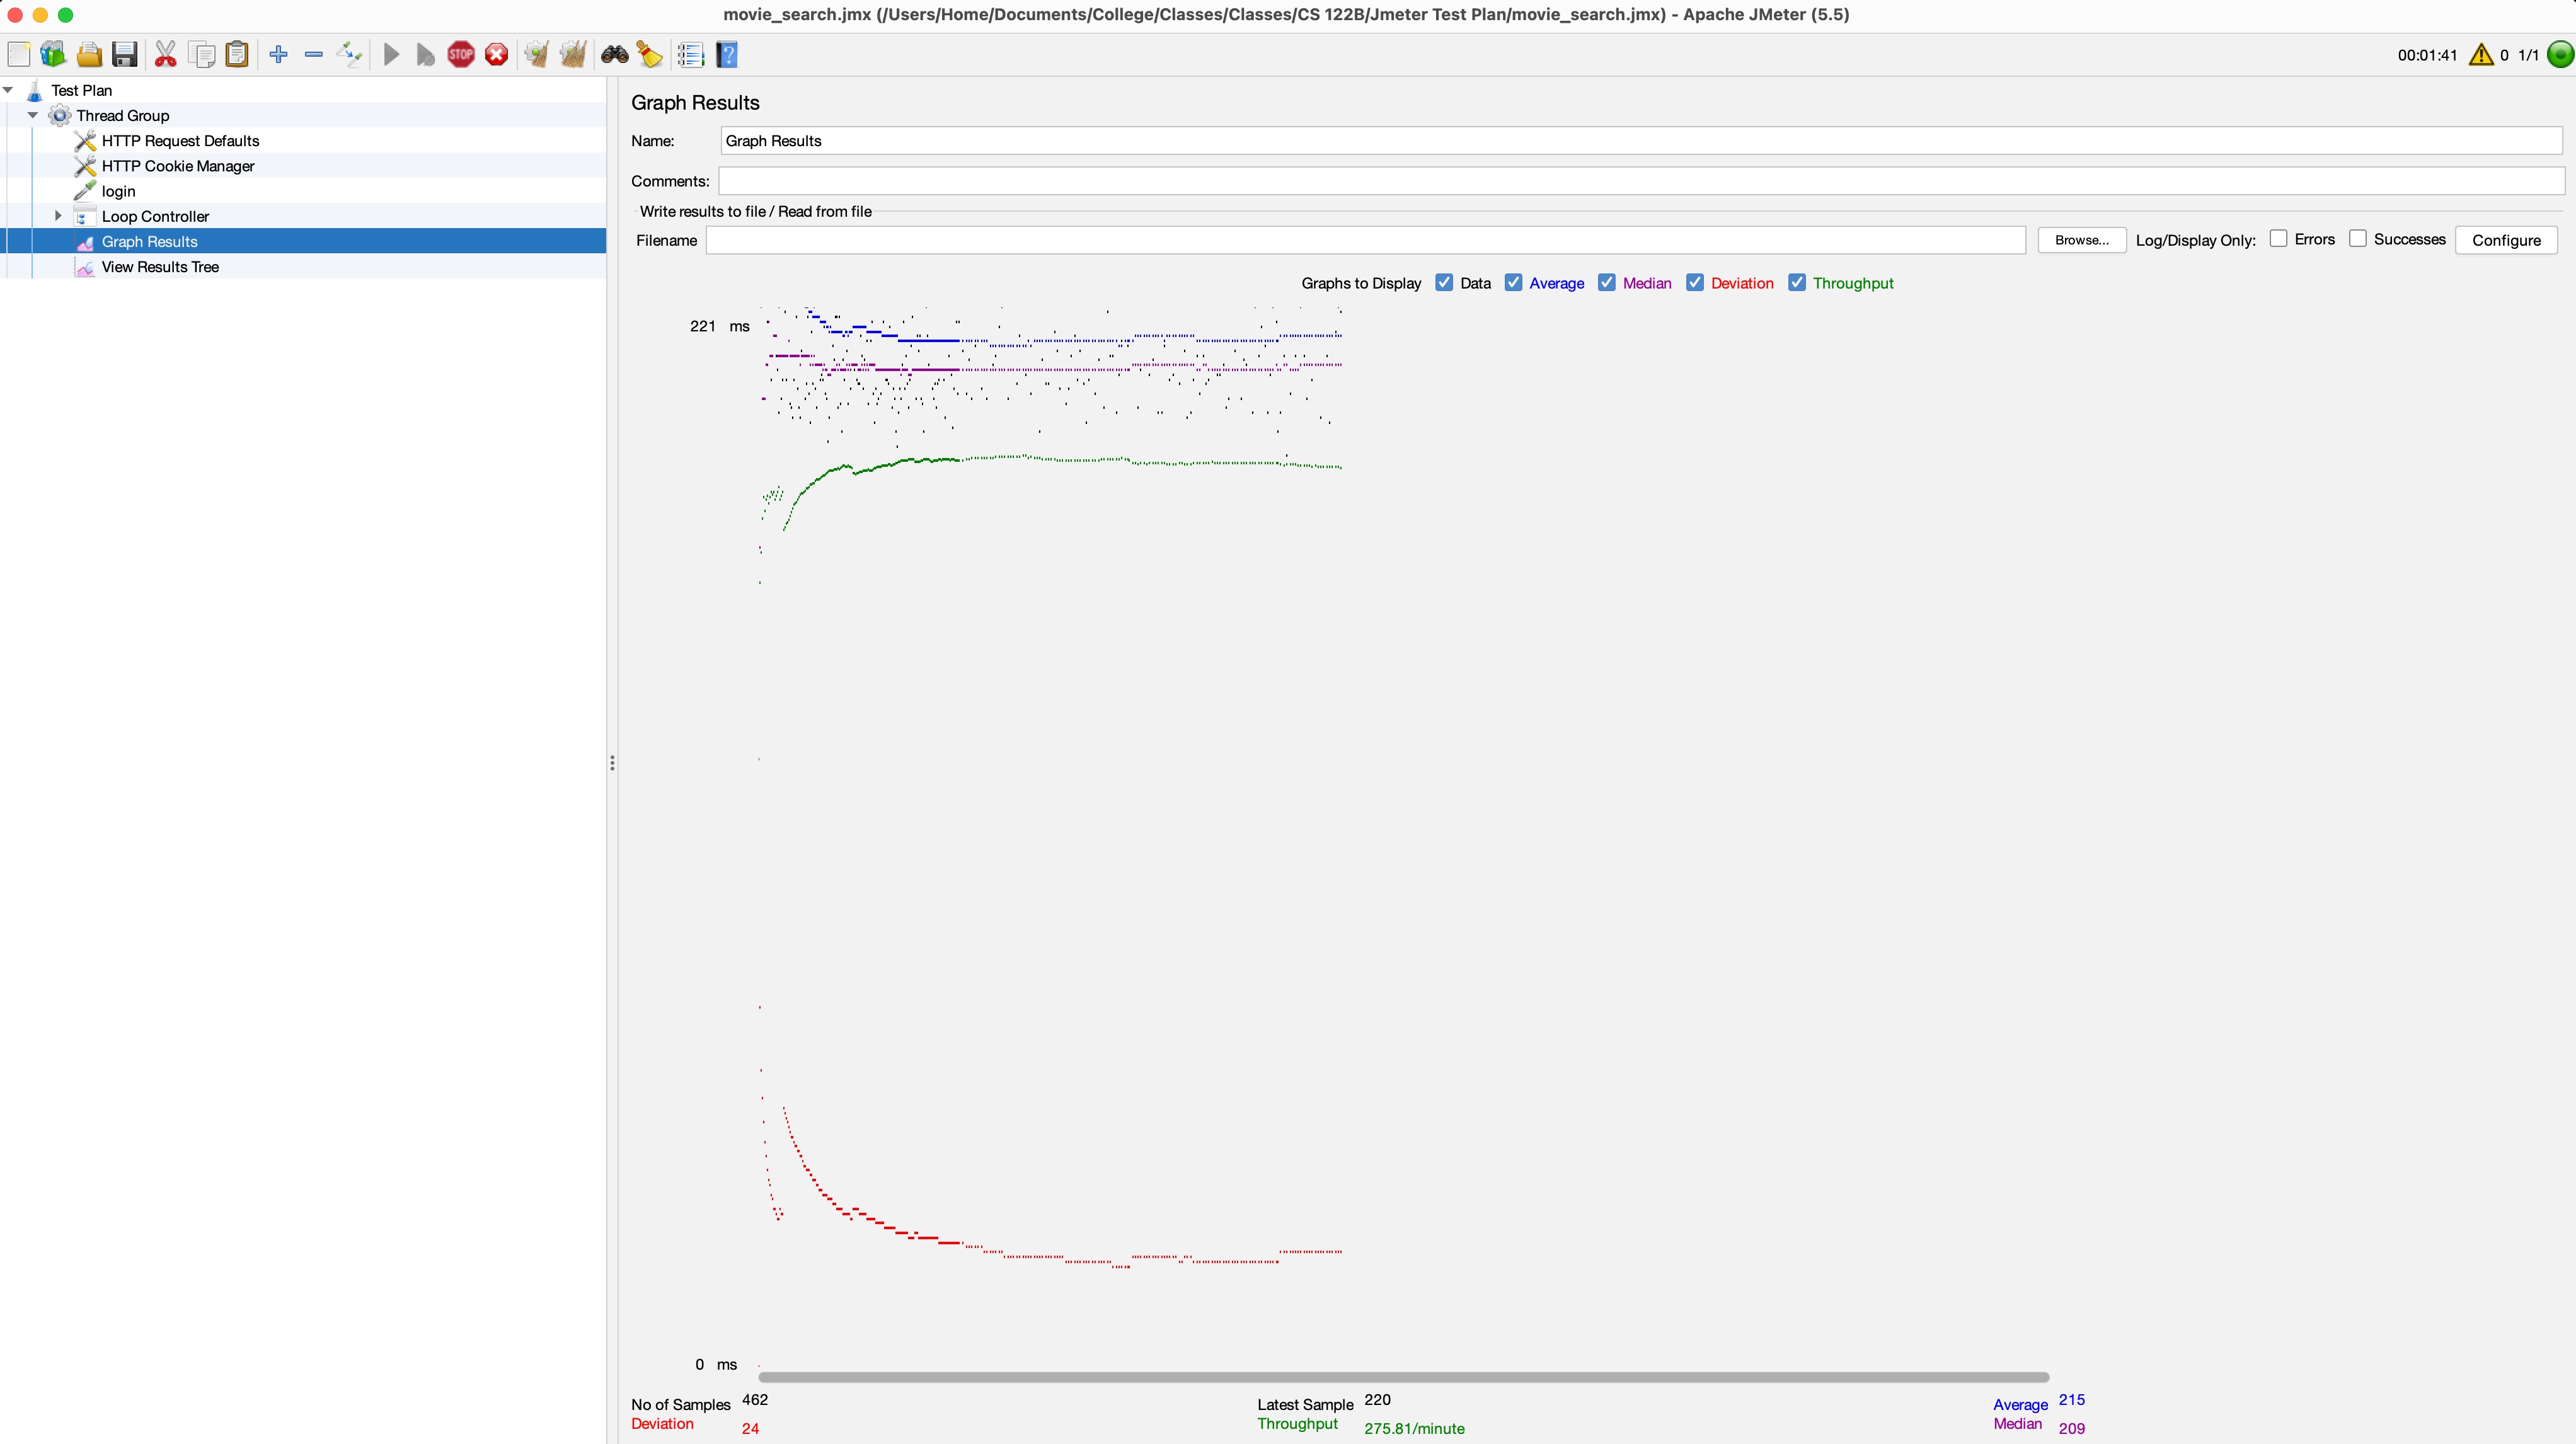 movie_search.jmx (/Users/Home/Documents/College/Classes/Classes/CS 122B/Jmeter Test Plan/movie_search.jmx) - Apache JMeter (5.5)
STOP
?
00:01:41 0 1/1
Test Plan
Thread Group
HTTP Request Defaults
HTTP Cookie Manager
login
Loop Controller
Graph Results
View Results Tree
Graph Results
Name: Graph Results
Comments:
Write results to file / Read from file
Filename Browse... Log/Display Only: Errors Successes Configure
Graphs to Display Data Average Median Deviation Throughput
221 ms
0 ms
No of Samples 462 Latest Sample 220 Average 215
Deviation 24 Throughput 275.81/minute Median 209